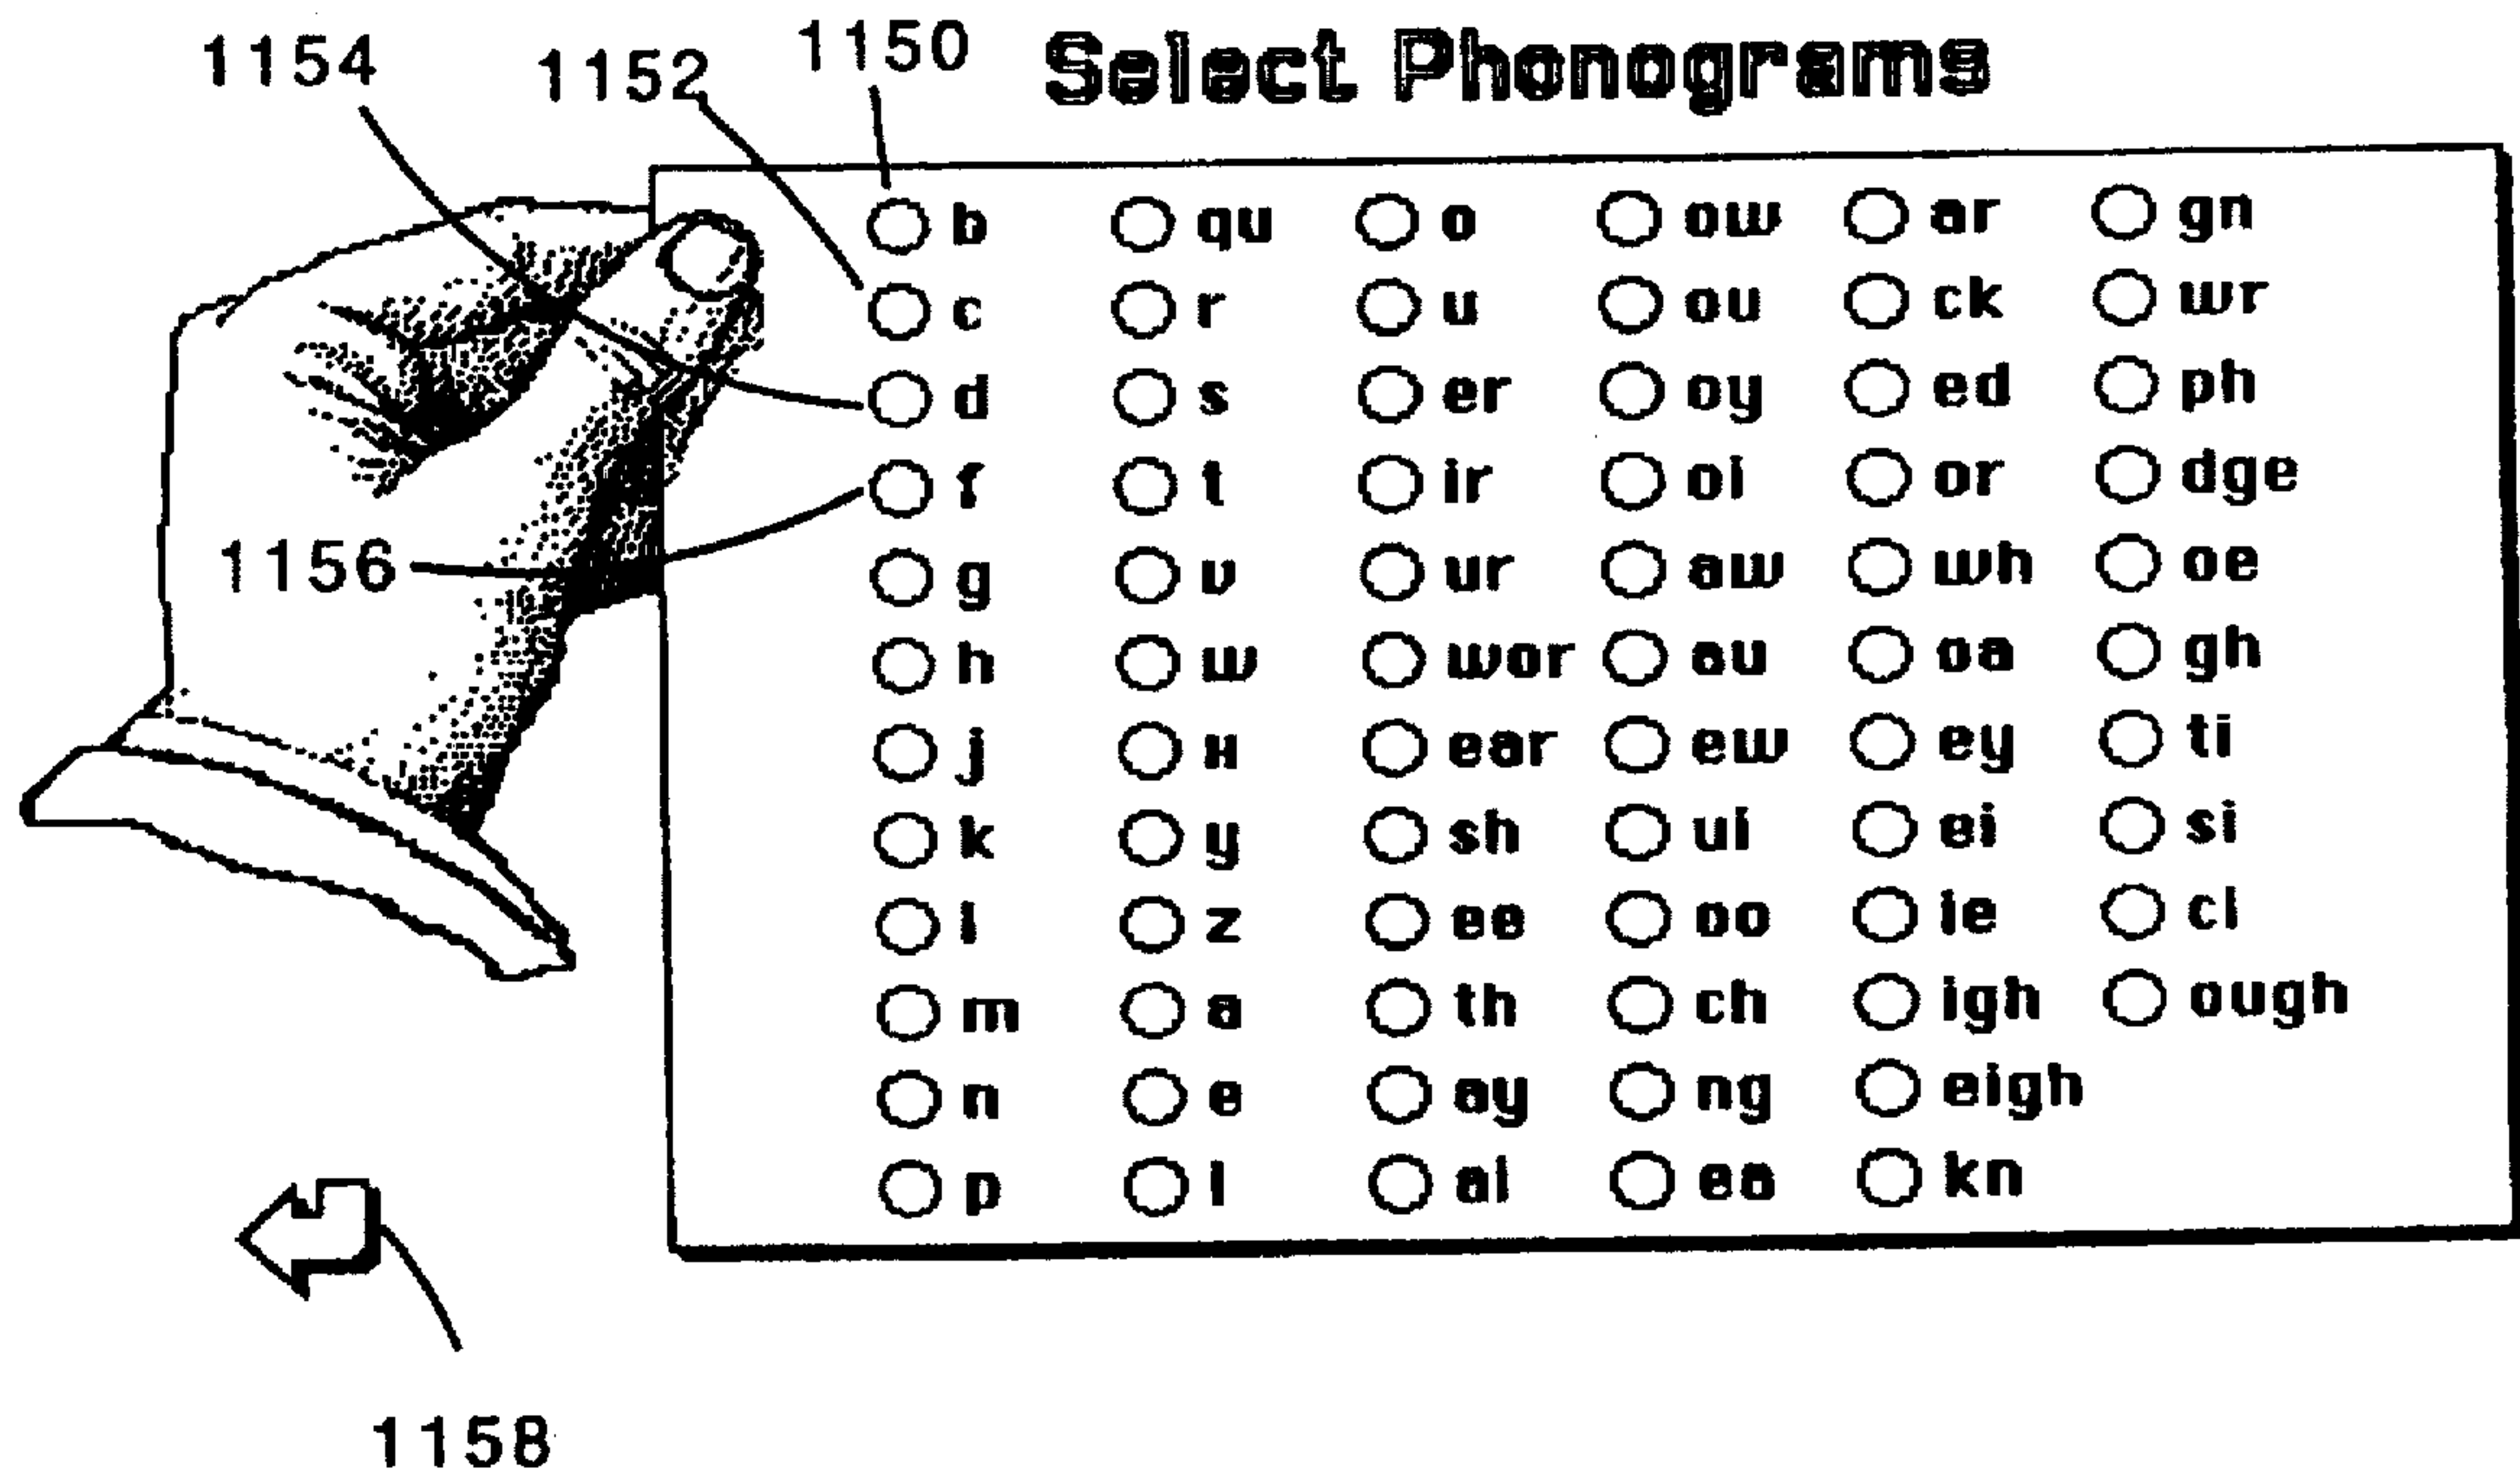 1154 1152 1150 Select Phonograms
b qu o ow ar gn
c r u ou ck wr
d s er oy ed ph
f t ir oi or dge
1156 g v ur aw wh oe
h w wor au oa gh
j x ear ew ey ti
k y sh ui ei si
l z ee oo ie ci
m a th ch igh ough
n e ay ng eigh
p i ai ea kn
1158